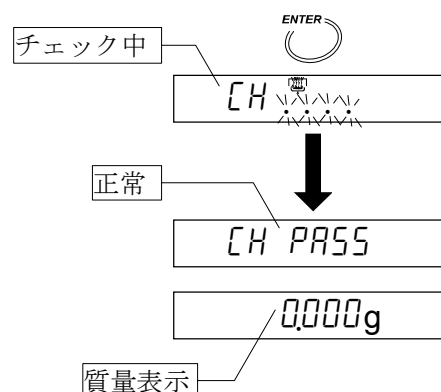 ENTER
チェック中
CH ....
正常
CH PASS
0.000g
質量表示